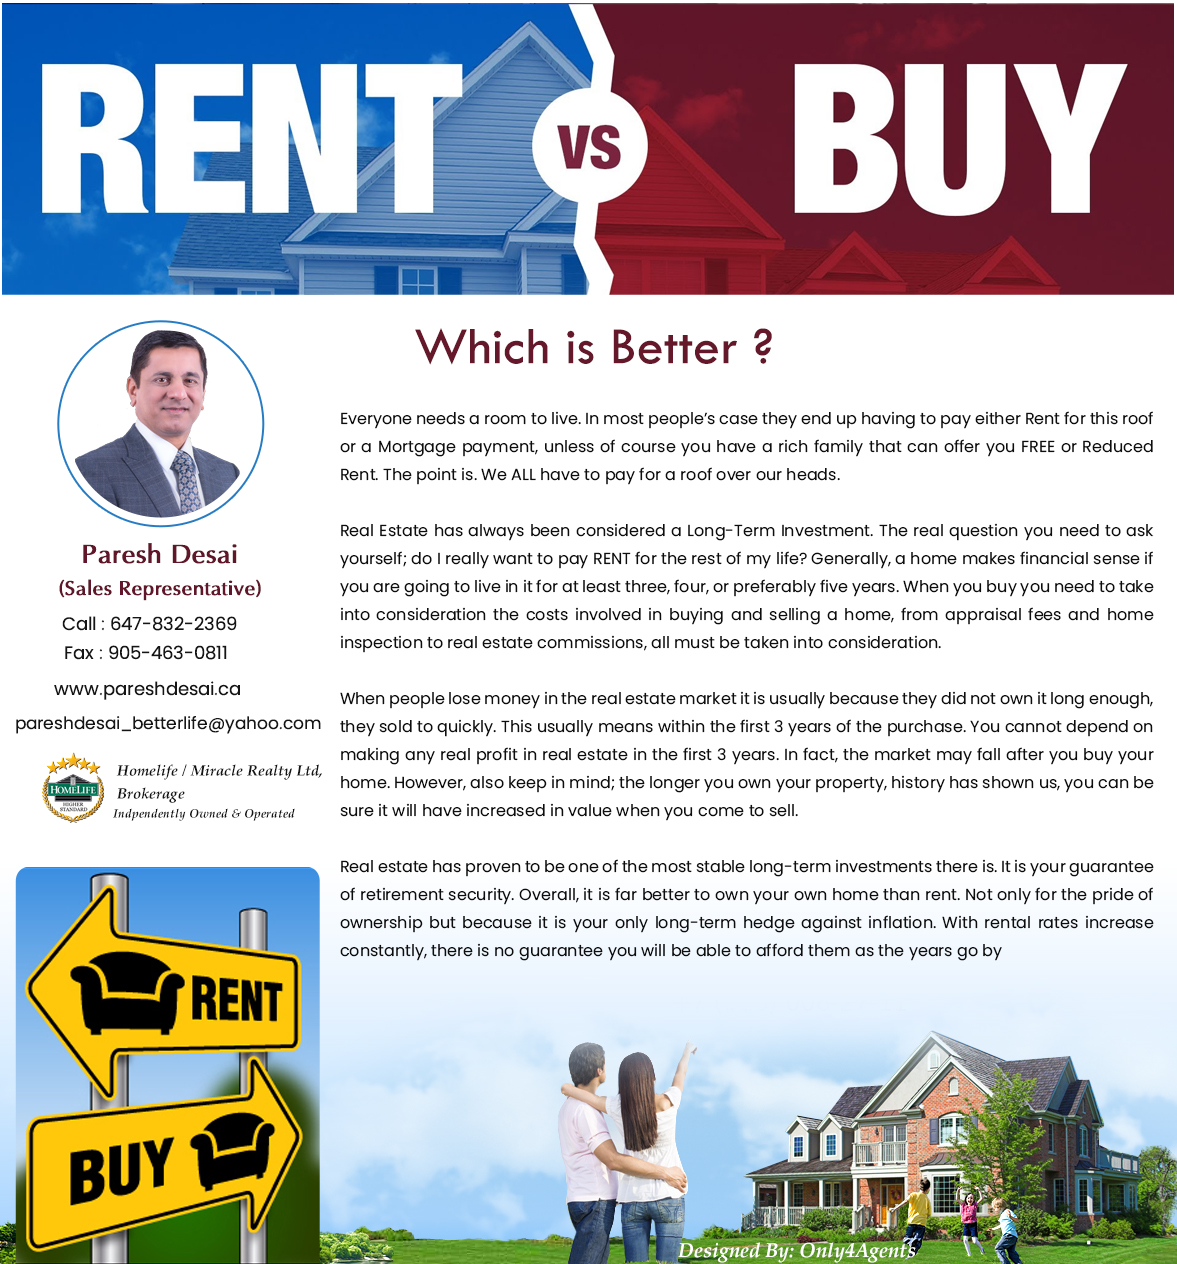 RENT
VS
BUY
Which is Better ?
Paresh Desai
(Sales Representative)
Call : 647-832-2369
Fax : 905-463-0811
www.pareshdesai.ca
pareshdesai_betterlife@yahoo.com
HOMELIFE
HIGHER
STANDARD
Homelife / Miracle Realty Ltd,
Brokerage
Indpendently Owned & Operated
RENT
BUY
Everyone needs a room to live. In most people's case they end up having to pay either Rent for this roof
or a Mortgage payment, unless of course you have a rich family that can offer you FREE or Reduced
Rent. The point is. We ALL have to pay for a roof over our heads.
Real Estate has always been considered a Long-Term Investment. The real question you need to ask
yourself; do I really want to pay RENT for the rest of my life? Generally, a home makes financial sense if
you are going to live in it for at least three, four, or preferably five years. When you buy you need to take
into consideration the costs involved in buying and selling a home, from appraisal fees and home
inspection to real estate commissions, all must be taken into consideration.
When people lose money in the real estate market it is usually because they did not own it long enough,
they sold to quickly. This usually means within the first 3 years of the purchase. You cannot depend on
making any real profit in real estate in the first 3 years. In fact, the market may fall after you buy your
home. However, also keep in mind; the longer you own your property, history has shown us, you can be
sure it will have increased in value when you come to sell.
Real estate has proven to be one of the most stable long-term investments there is. It is your guarantee
of retirement security. Overall, it is far better to own your own home than rent. Not only for the pride of
ownership but because it is your only long-term hedge against inflation. With rental rates increase
constantly, there is no guarantee you will be able to afford them as the years go by
Designed By: Only4Agents